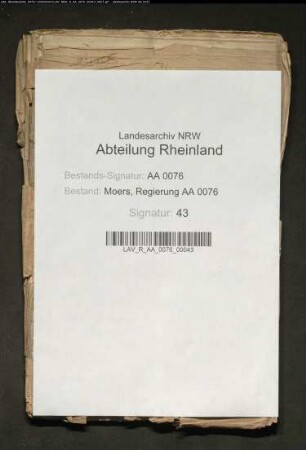 Landesarchiv NRW
Abteilung Rheinland
Bestands-Signatur: AA 0076
Bestand: Moers, Regierung AA 0076
Signatur: 43
LAV_R_AA_0076_00043